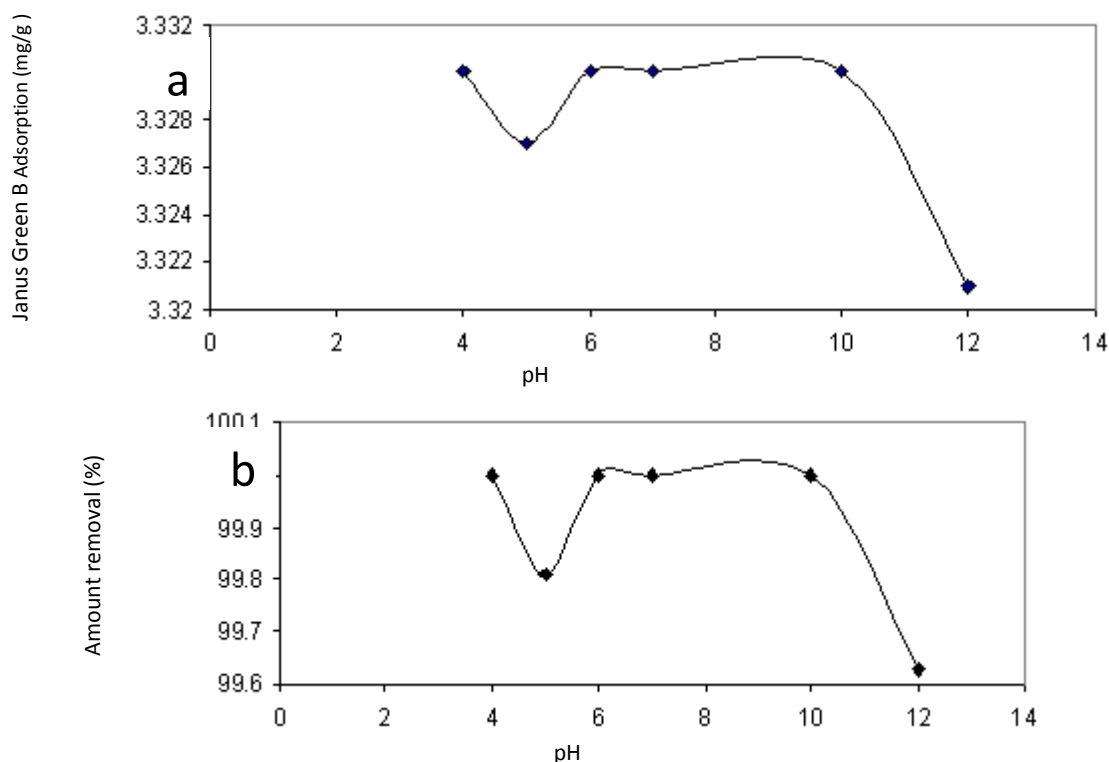 Janus Green B Adsorption (mg/g )
a
3.332
3.328
3.326
3.324
3.322
3.32
0 2 4 6 8 10 12 14
pH
Amount removal (%)
b
100.1
99.9
99.8
99.7
99.6
0 2 4 6 8 10 12 14
pH